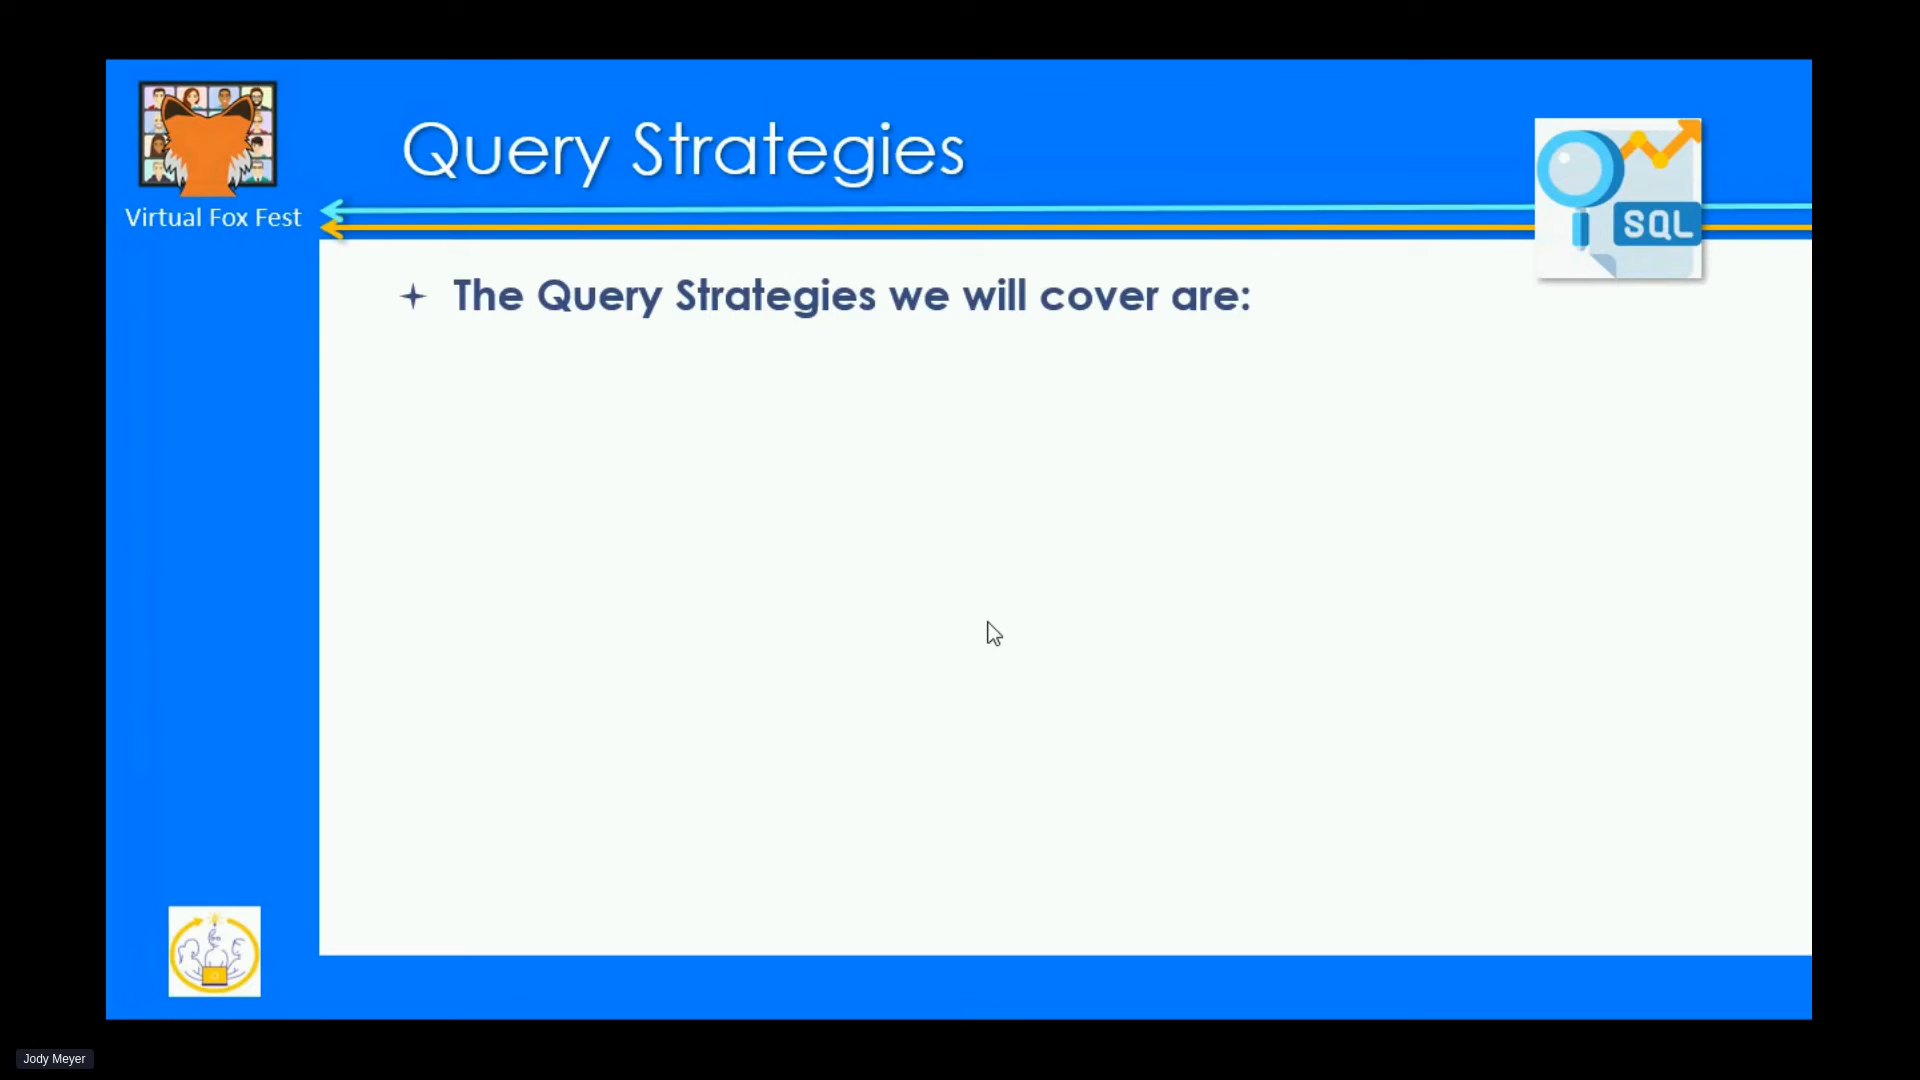 Query Strategies
Virtual Fox Fest
SQL
The Query Strategies we will cover are:
Jody Meyer